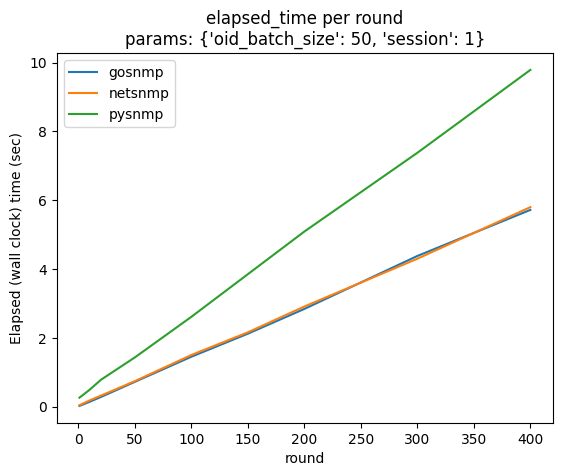 elapsed_time per round
params: {'oid_batch_size': 50, 'session': 1}
gosnmp
netsnmp
pysnmp
Elapsed (wall clock) time (sec)
10
8
6
4
2
0
0 50 100 150 200 250 300 350 400
round